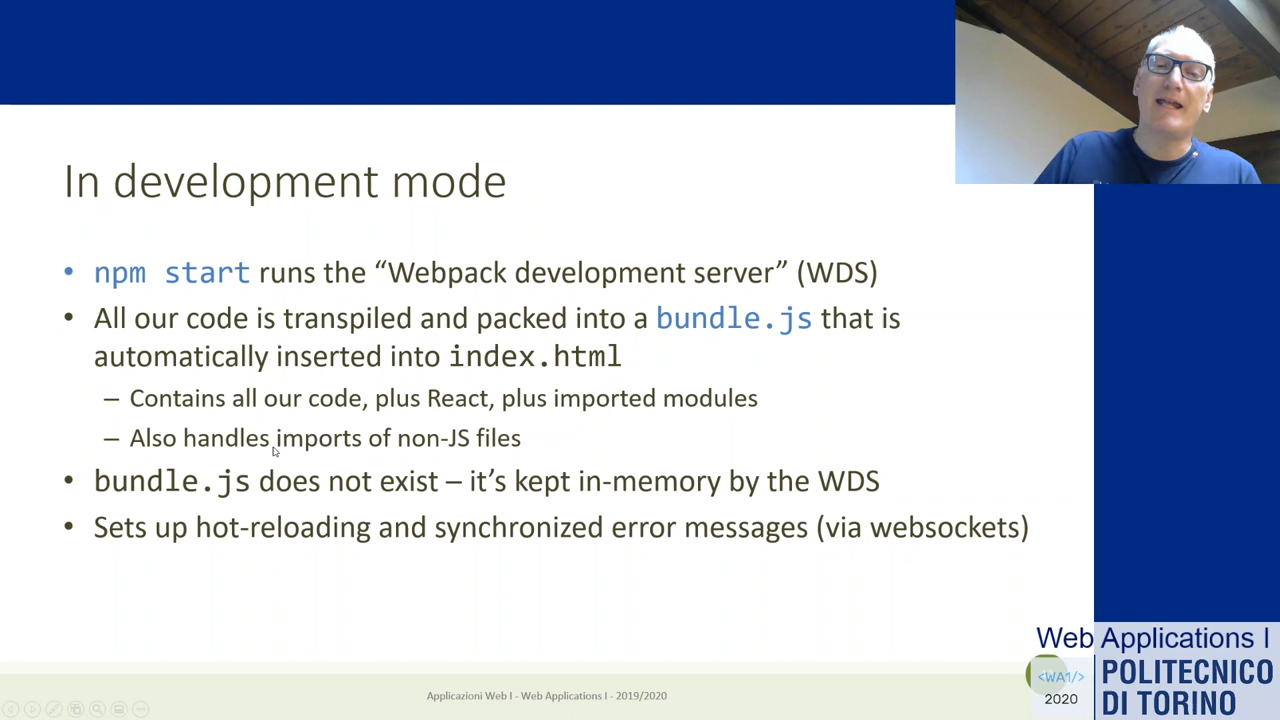 In development mode
• npm start runs the “Webpack development server” (WDS)
• All our code is transpiled and packed into a bundle.js that is
automatically inserted into index.html
– Contains all our code, plus React, plus imported modules
– Also handles imports of non-JS files
• bundle.js does not exist – it’s kept in-memory by the WDS
• Sets up hot-reloading and synchronized error messages (via websockets)
Applicazioni Web I - Web Applications I - 2019/2020
Web Applications I
<WA1/>
2020
POLITECNICO
DI TORINO